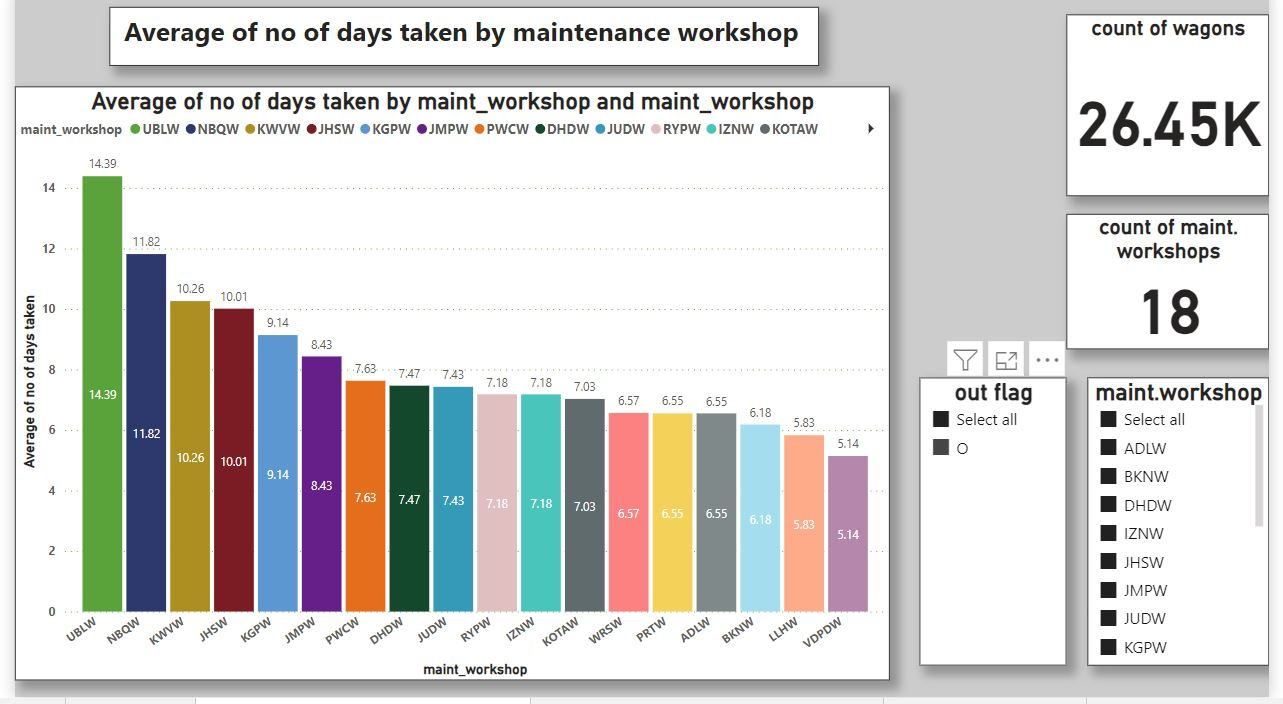 Average of no of days taken by maintenance workshop
Average of no of days taken by maint_workshop and maint_workshop
maint_workshop UBLW NBQW KWVW JHSW KGPW JMPW PWCW DHDW JUDW RYPW IZNW KOTAW
Average of no of days taken
14
12
10
8
6
4
2
0
14.39
11.82
10.26
10.01
9.14
8.43
7.63
7.47
7.43
7.18
7.18
7.03
6.57
6.55
6.55
6.18
5.83
5.14
14.39
11.82
10.26
10.01
9.14
8.43
7.63
7.47
7.43
7.18
7.18
7.03
6.57
6.55
6.55
6.18
5.83
5.14
UBLW
NBQW
KWVW
JHSW
KGPW
JMPW
PWCW
DHDW
JUDW
RYPW
IZNW
KOTAW
WRSW
PRTW
ADLW
BKNW
LLHW
VDPDW
maint_workshop
count of wagons
26.45K
count of maint.
workshops
18
out flag
Select all
O
maint.workshop
Select all
ADLW
BKNW
DHDW
IZNW
JHSW
JMPW
JUDW
KGPW